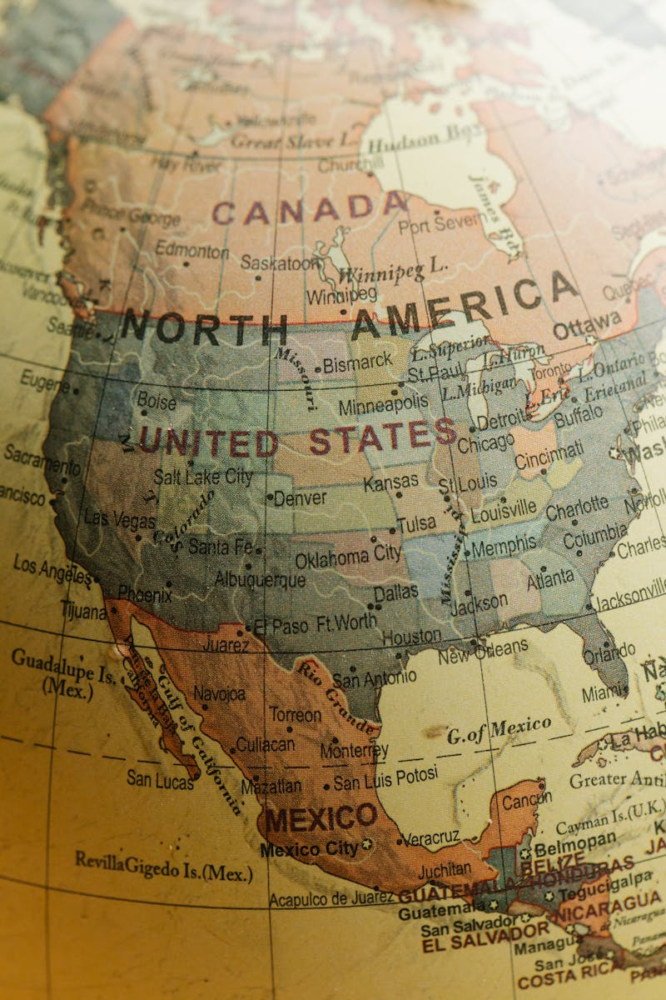 Yellowknife
Great Slave L.
Hudson Bay
Hay River
Churchill
James Bay
CANADA
Prince George
Port Severn
Edmonton
Saskatoon
Winnipeg L.
Winnipeg
NORTH AMERICA
Quebec
Ottawa
Vancouver
Seattle
Missouri
Bismarck
L.Superior
L.Huron
St.Paul
Toronto
L.Ontario
L.Michigan
L.Erie
Eriecanal
Eugene
Boise
Minneapolis
Detroit
Buffalo
UNITED STATES
Chicago
Cincinnati
Sacramento
ancisco
Salt Lake City
Kansas
St.Louis
Denver
Louisville
Charlotte
Norfolk
Las Vegas
Colorado
Tulsa
Mississip
Memphis
Columbia
Santa Fe
Oklahoma City
Charles
Los Angeles
Albuquerque
Atlanta
Phoenix
Dallas
Jackson
Jacksonville
Tijuana
El Paso
Ft.Worth
Juarez
Houston
New Orleans
Orlando
Guadalupe Is.
(Mex.)
Gulf of California
Rio Grande
San Antonio
Miami
Navojoa
Torreon
G.of Mexico
Culiacan
Monterrey
La Hab
San Lucas
Mazatlan
San Luis Potosi
Greater Anti
Cancun
MEXICO
Cayman Is.(U.K.)
Mexico City
Veracruz
Belmopan
RevillaGigedo Is.(Mex.)
BELIZE
Juchitan
Acapulco de Juarez
GUATEMALA
HONDURAS
Guatemala
Tegucigalpa
San Salvador
NICARAGUA
EL SALVADOR
Managua
San José
COSTA RICA